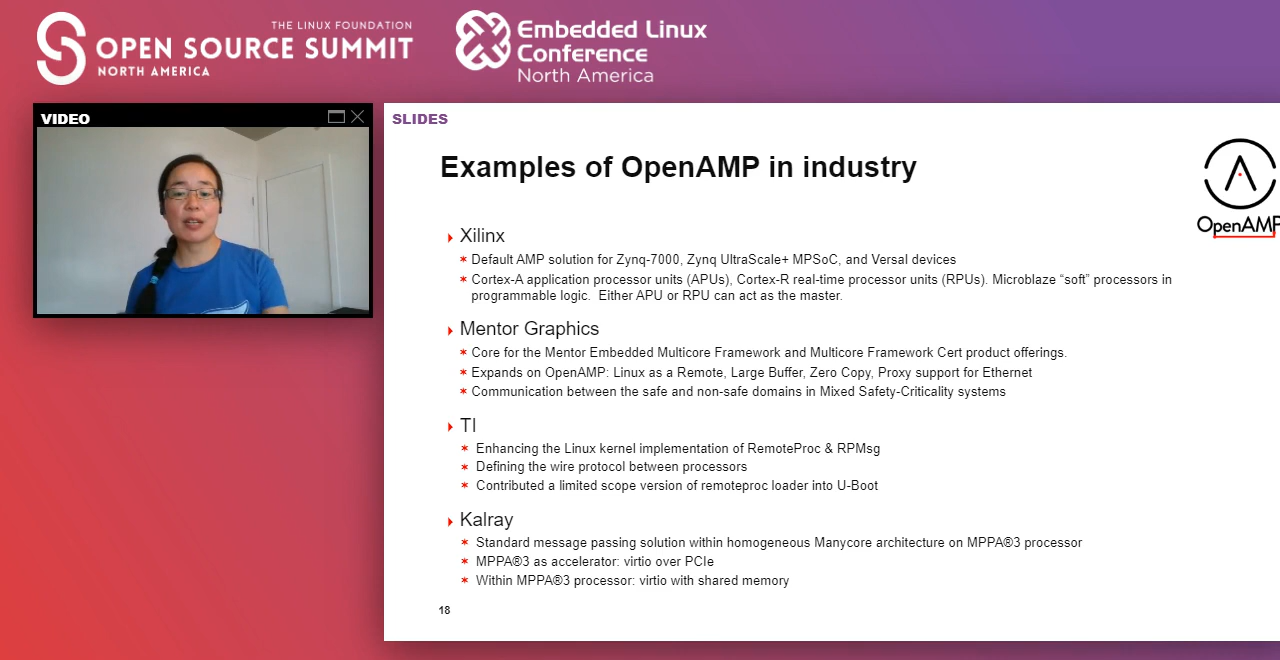 THE LINUX FOUNDATION
OPEN SOURCE SUMMIT
NORTH AMERICA
Embedded Linux
Conference
North America
VIDEO
SLIDES
Examples of OpenAMP in industry
OpenAMP
Xilinx
Default AMP solution for Zynq-7000, Zynq UltraScale+ MPSoC, and Versal devices
Cortex-A application processor units (APUs), Cortex-R real-time processor units (RPUs). Microblaze “soft” processors in
programmable logic.  Either APU or RPU can act as the master.
Mentor Graphics
Core for the Mentor Embedded Multicore Framework and Multicore Framework Cert product offerings.
Expands on OpenAMP: Linux as a Remote, Large Buffer, Zero Copy, Proxy support for Ethernet
Communication between the safe and non-safe domains in Mixed Safety-Criticality systems
TI
Enhancing the Linux kernel implementation of RemoteProc & RPMsg
Defining the wire protocol between processors
Contributed a limited scope version of remoteproc loader into U-Boot
Kalray
Standard message passing solution within homogeneous Manycore architecture on MPPA®3 processor
MPPA®3 as accelerator: virtio over PCIe
Within MPPA®3 processor: virtio with shared memory
18